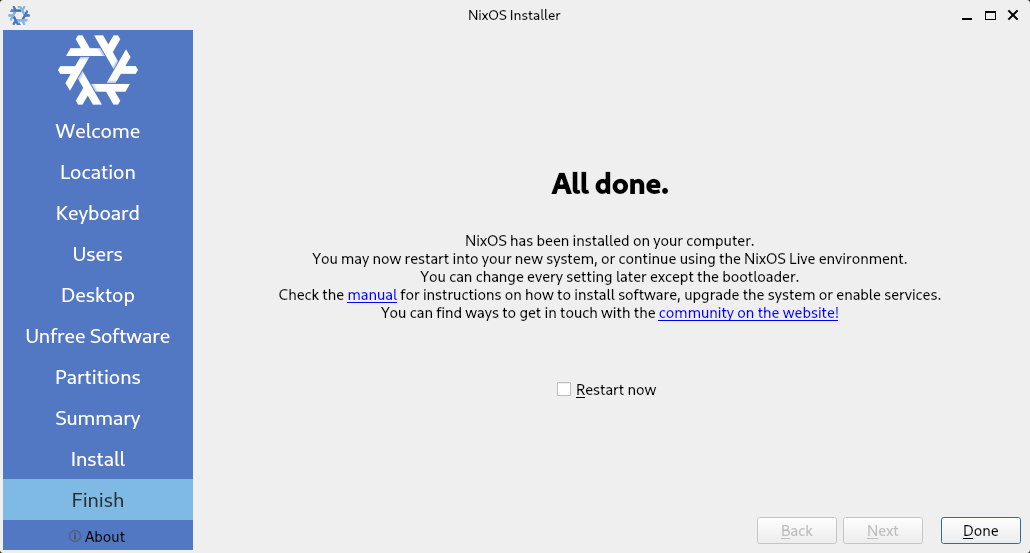 NixOS Installer
Welcome
Location
Keyboard
Users
Desktop
Unfree Software
Partitions
Summary
Install
Finish
About
All done.
NixOS has been installed on your computer.
You may now restart into your new system, or continue using the NixOS Live environment.
You can change every setting later except the bootloader.
Check the manual for instructions on how to install software, upgrade the system or enable services.
You can find ways to get in touch with the community on the website!
Restart now
Back
Next
Done